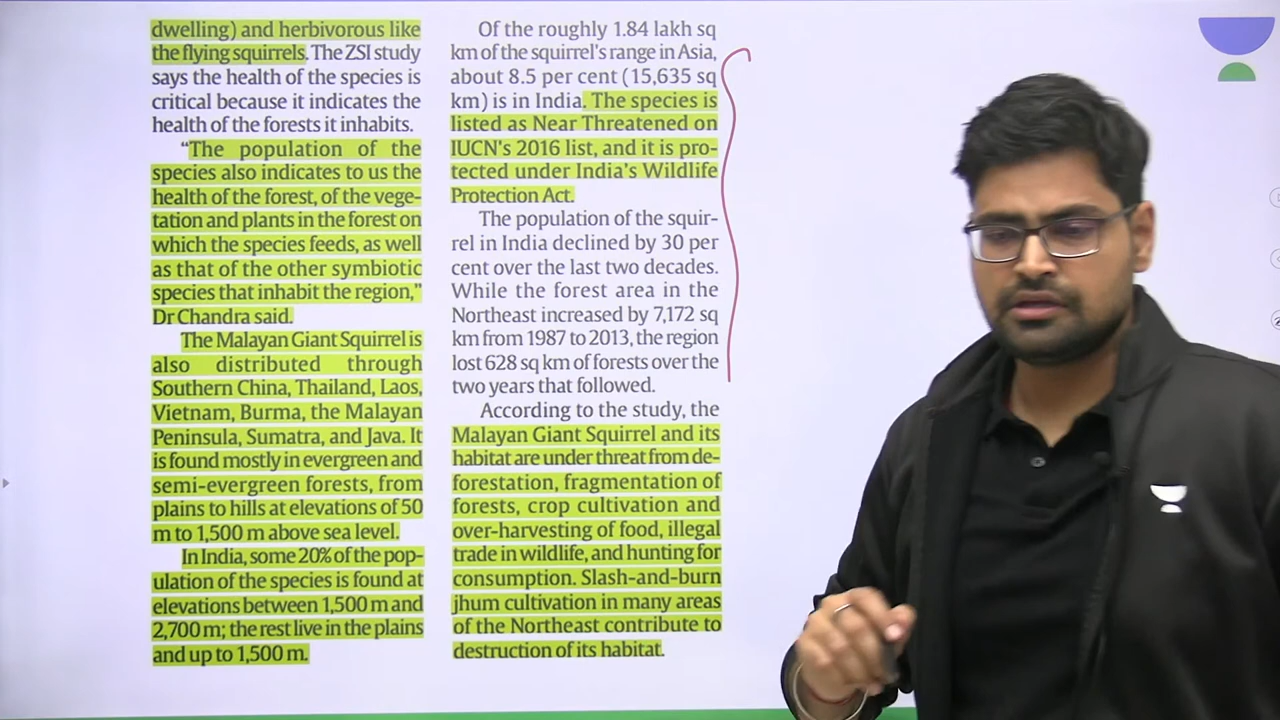 dwelling) and herbivorous like
the flying squirrels. The ZSI study
says the health of the species is
critical because it indicates the
health of the forests it inhabits.
“The population of the
species also indicates to us the
health of the forest, of the vege-
tation and plants in the forest on
which the species feeds, as well
as that of the other symbiotic
species that inhabit the region,”
Dr Chandra said.
The Malayan Giant Squirrel is
also distributed through
Southern China, Thailand, Laos,
Vietnam, Burma, the Malayan
Peninsula, Sumatra, and Java. It
is found mostly in evergreen and
semi-evergreen forests, from
plains to hills at elevations of 50
m to 1,500 m above sea level.
In India, some 20% of the pop-
ulation of the species is found at
elevations between 1,500 m and
2,700 m; the rest live in the plains
and up to 1,500 m.
Of the roughly 1.84 lakh sq
km of the squirrel's range in Asia,
about 8.5 per cent (15,635 sq
km) is in India. The species is
listed as Near Threatened on
IUCN's 2016 list, and it is pro-
tected under India's Wildlife
Protection Act.
The population of the squir-
rel in India declined by 30 per
cent over the last two decades.
While the forest area in the
Northeast increased by 7,172 sq
km from 1987 to 2013, the region
lost 628 sq km of forests over the
two years that followed.
According to the study, the
Malayan Giant Squirrel and its
habitat are under threat from de-
forestation, fragmentation of
forests, crop cultivation and
over-harvesting of food, illegal
trade in wildlife, and hunting for
consumption. Slash-and-burn
jhum cultivation in many areas
of the Northeast contribute to
destruction of its habitat.